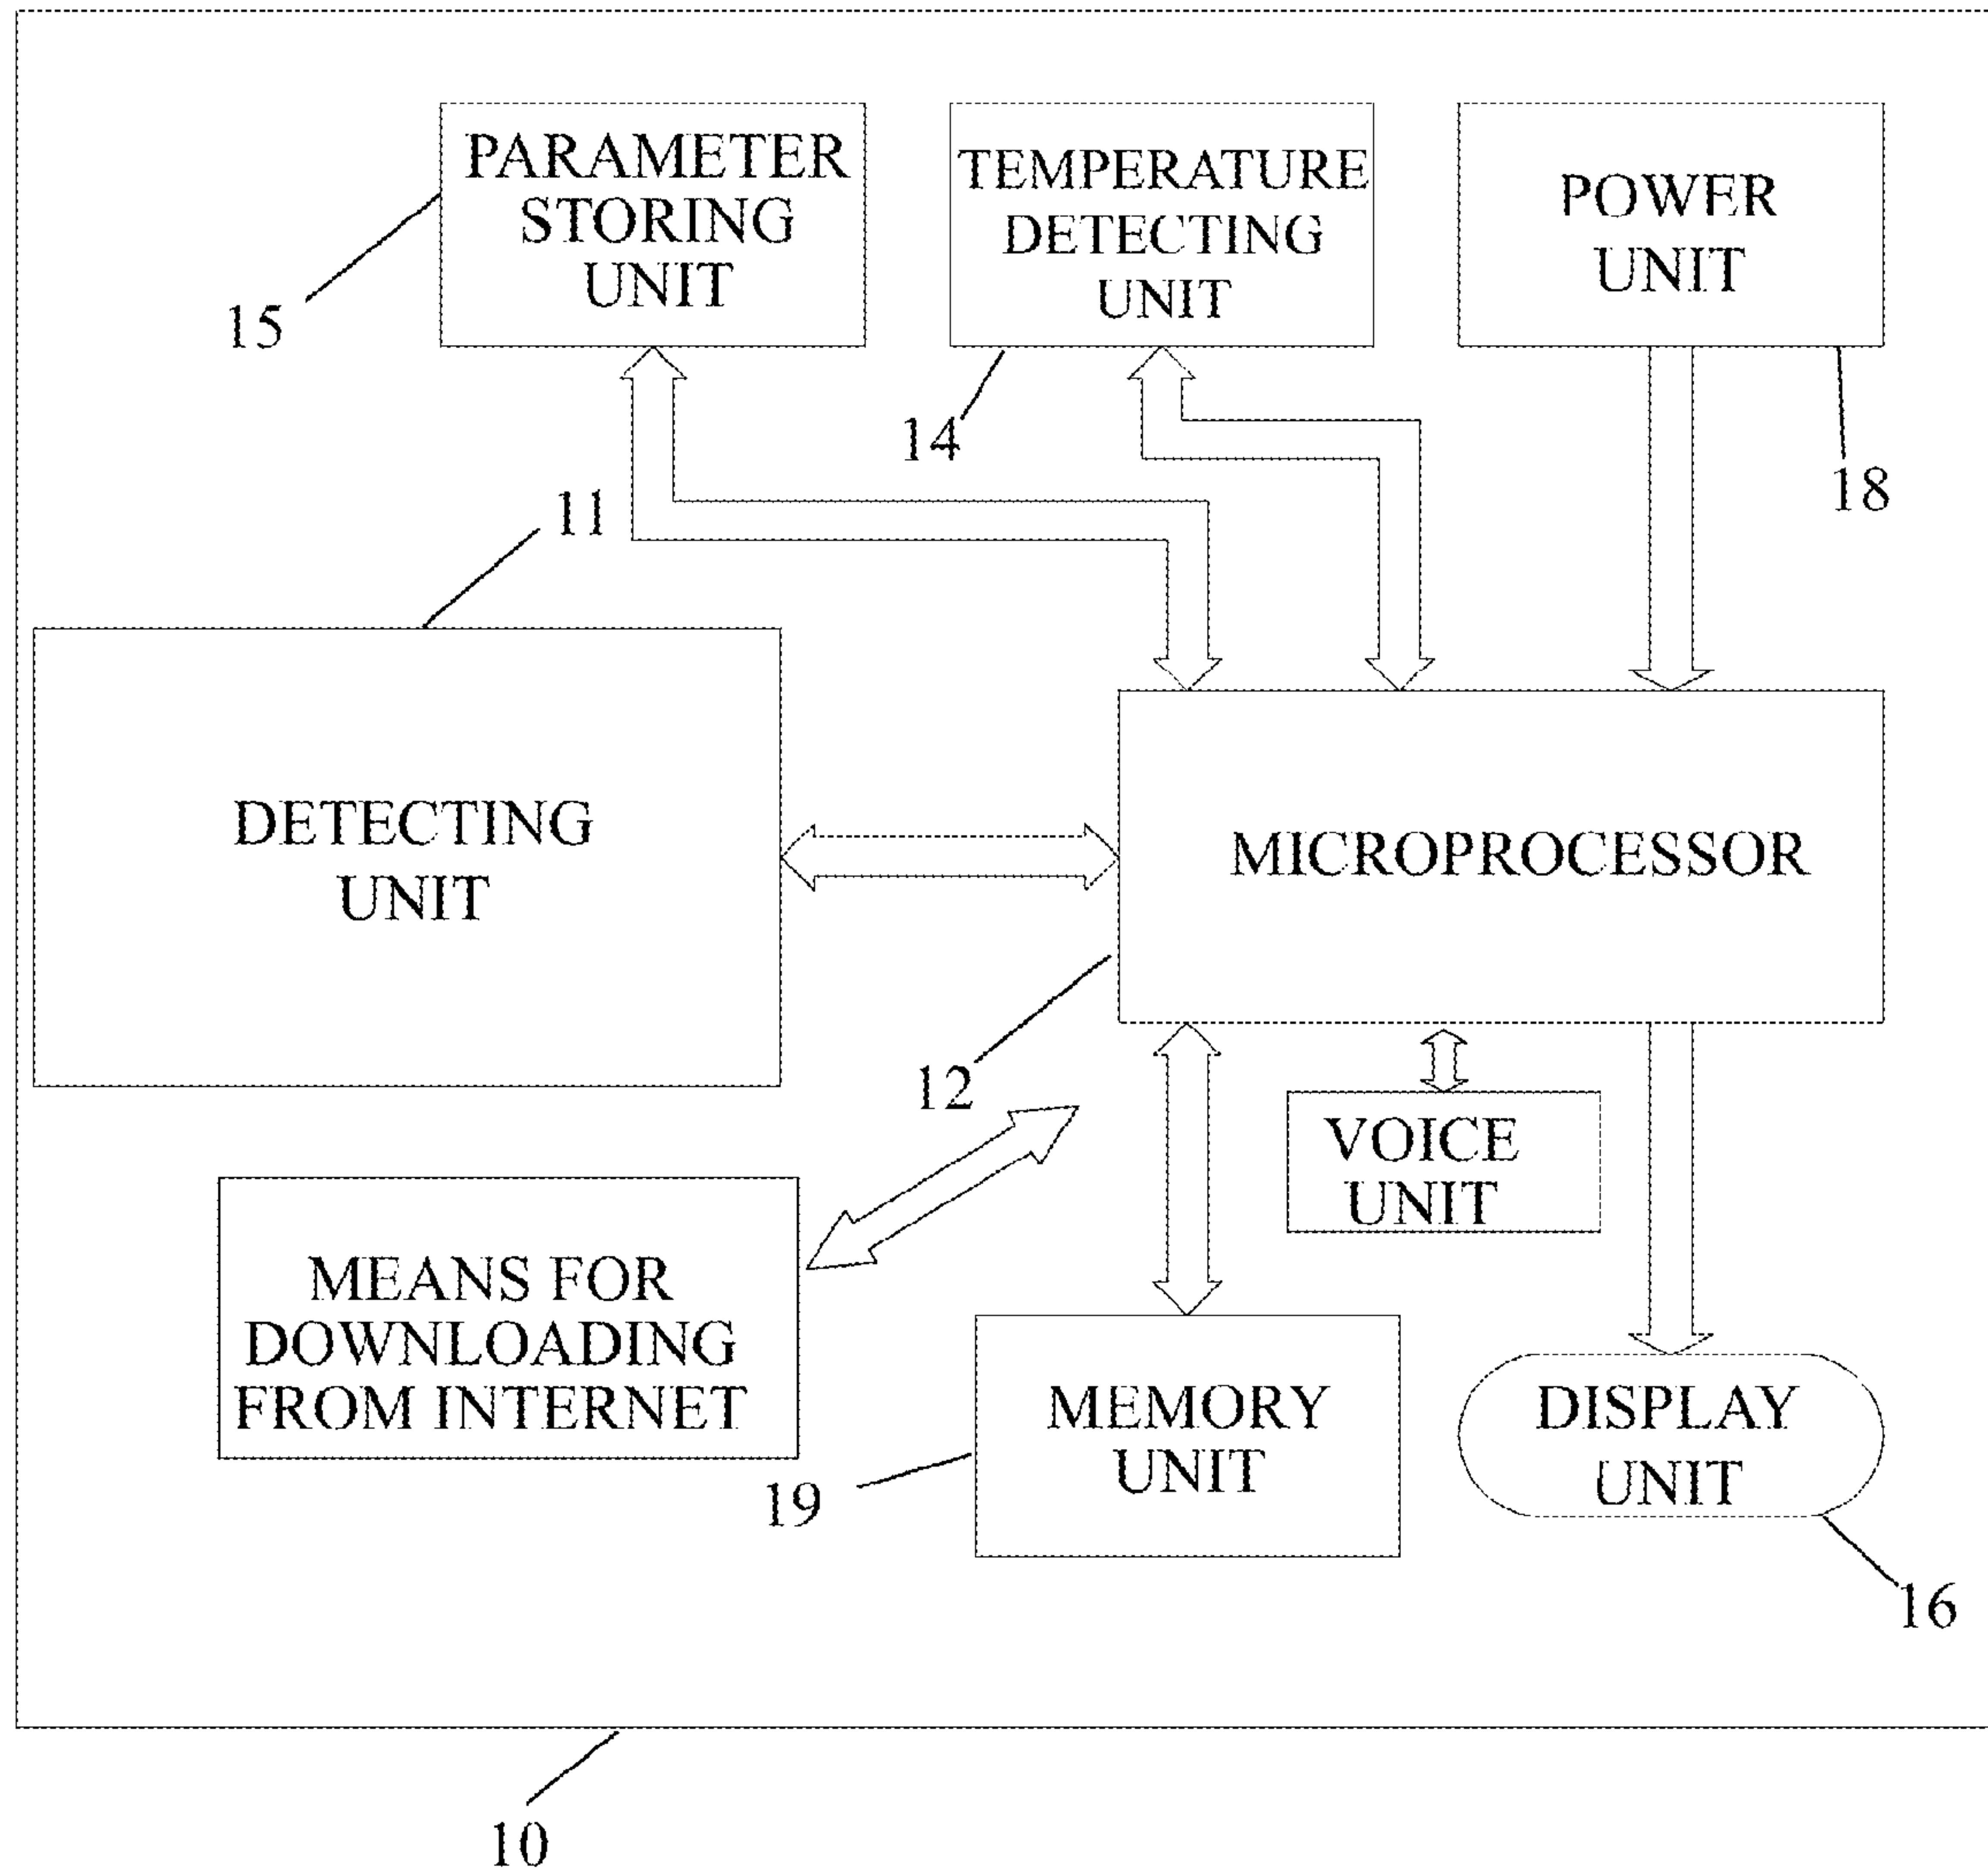 PARAMETER
STORING
UNIT
15
TEMPERATURE
DETECTING
UNIT
14
POWER
UNIT
18
11
DETECTING
UNIT
MICROPROCESSOR
12
VOICE
UNIT
MEANS FOR
DOWNLOADING
FROM INTERNET
MEMORY
UNIT
19
DISPLAY
UNIT
16
10